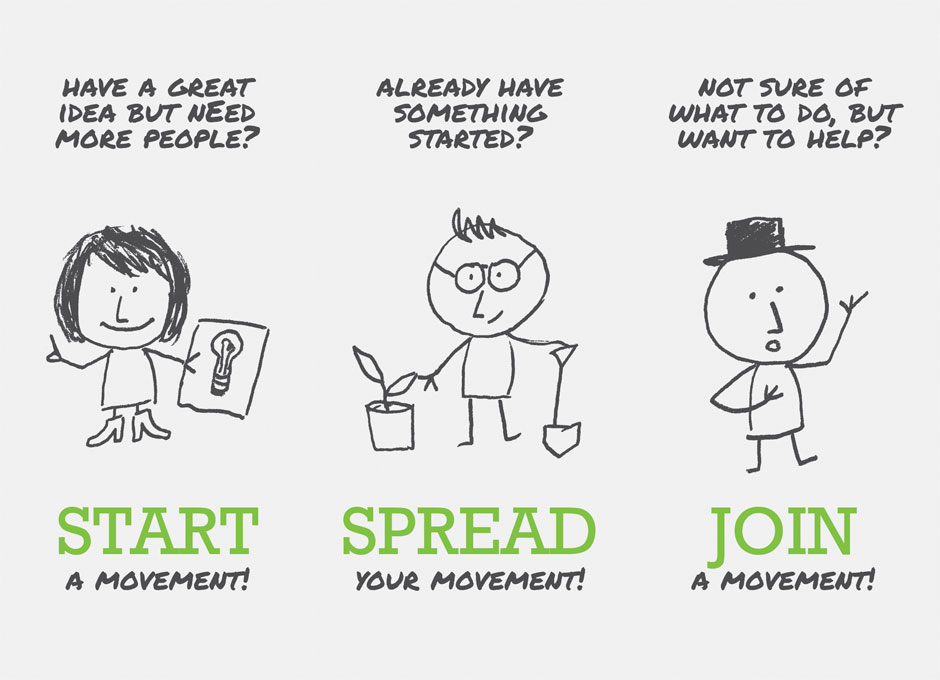 HAVE A GREAT
IDEA BUT NEED
MORE PEOPLE?
START
A MOVEMENT!
ALREADY HAVE
SOMETHING
STARTED?
SPREAD
YOUR MOVEMENT!
NOT SURE OF
WHAT TO DO, BUT
WANT TO HELP?
JOIN
A MOVEMENT!